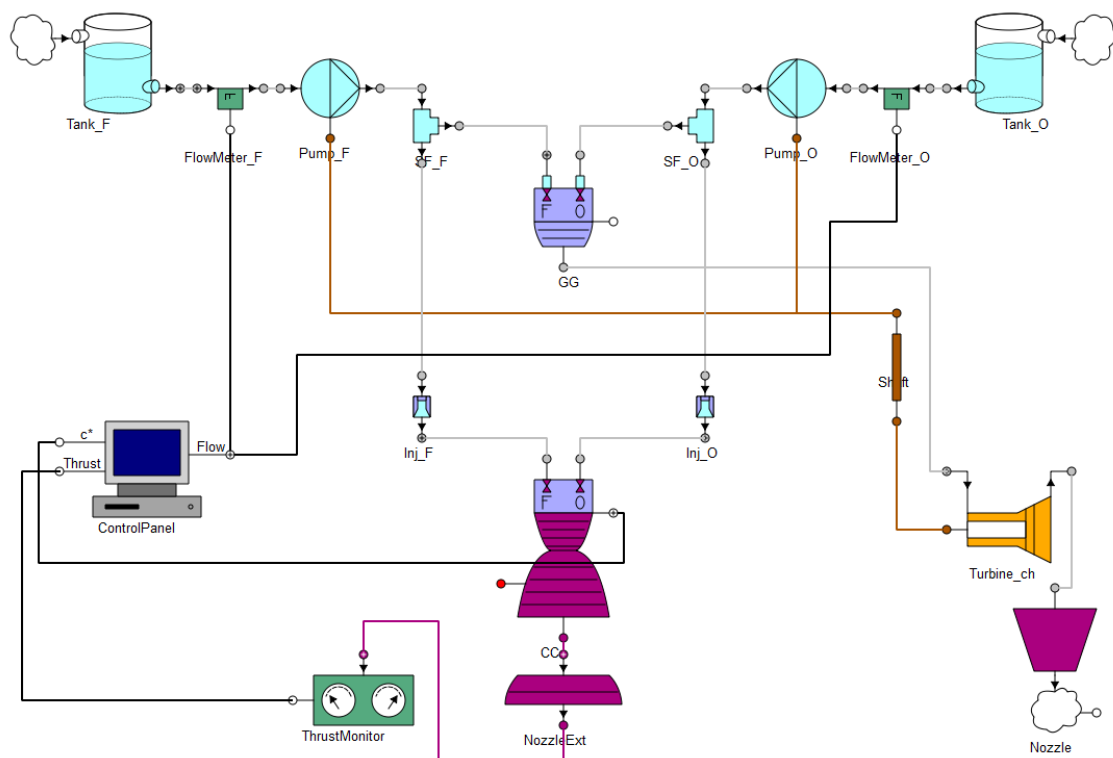 Tank_F
FlowMeter_F
Pump_F
SF_F
SF_O
Pump_O
FlowMeter_O
Tank_O
F
F
F O
GG
Shaft
Inj_F
Inj_O
c*
Flow
Thrust
ControlPanel
F O
Turbine_ch
CC
ThrustMonitor
NozzleExt
Nozzle